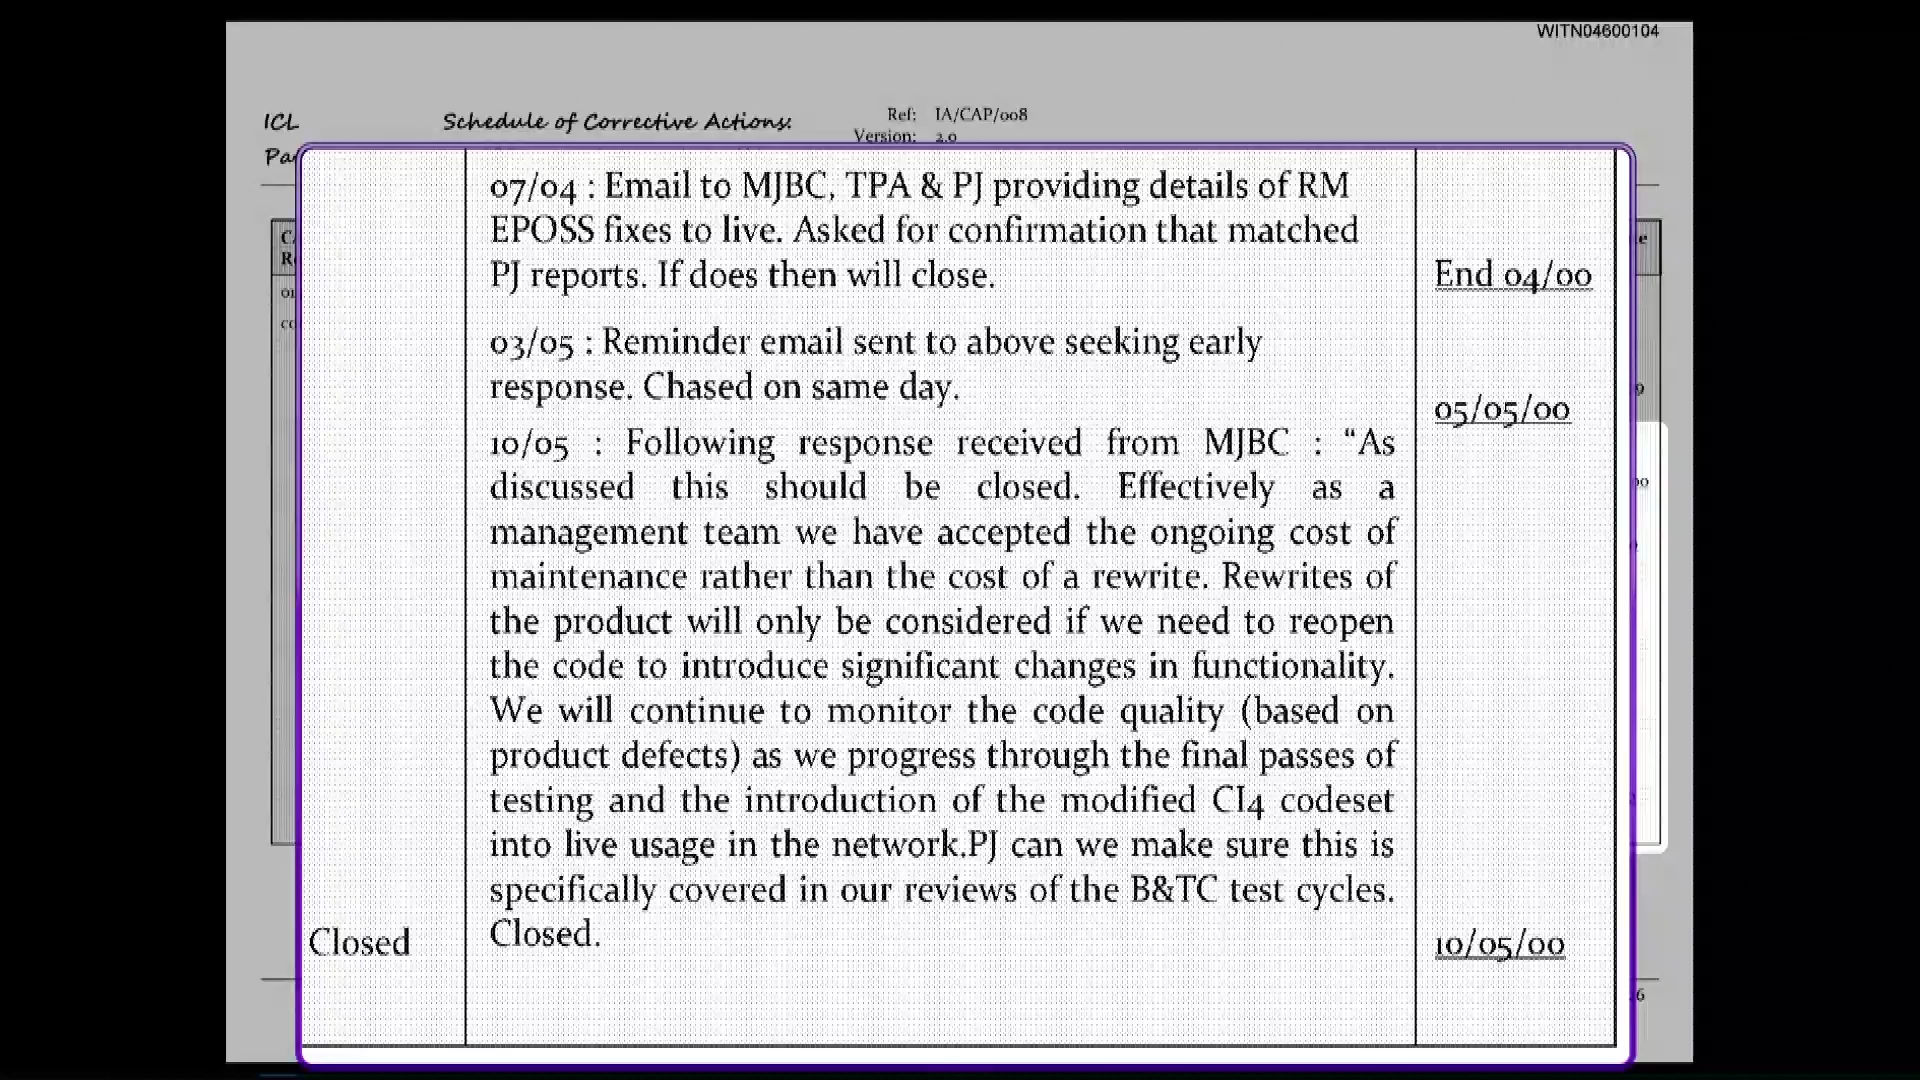 WITN04600104
ICL
Schedule of Corrective Actions.
Ref: IA/CAP/008
Version: 2.0
07/04 : Email to MJBC, TPA & PJ providing details of RM
EPOSS fixes to live. Asked for confirmation that matched
PJ reports. If does then will close.
End 04/00
03/05 : Reminder email sent to above seeking early
response. Chased on same day.
05/05/00
10/05 : Following response received from MJBC : “As
discussed this should be closed. Effectively as a
management team we have accepted the ongoing cost of
maintenance rather than the cost of a rewrite. Rewrites of
the product will only be considered if we need to reopen
the code to introduce significant changes in functionality.
We will continue to monitor the code quality (based on
product defects) as we progress through the final passes of
testing and the introduction of the modified CI4 codeset
into live usage in the network.PJ can we make sure this is
specifically covered in our reviews of the B&TC test cycles.
Closed.
Closed
10/05/00